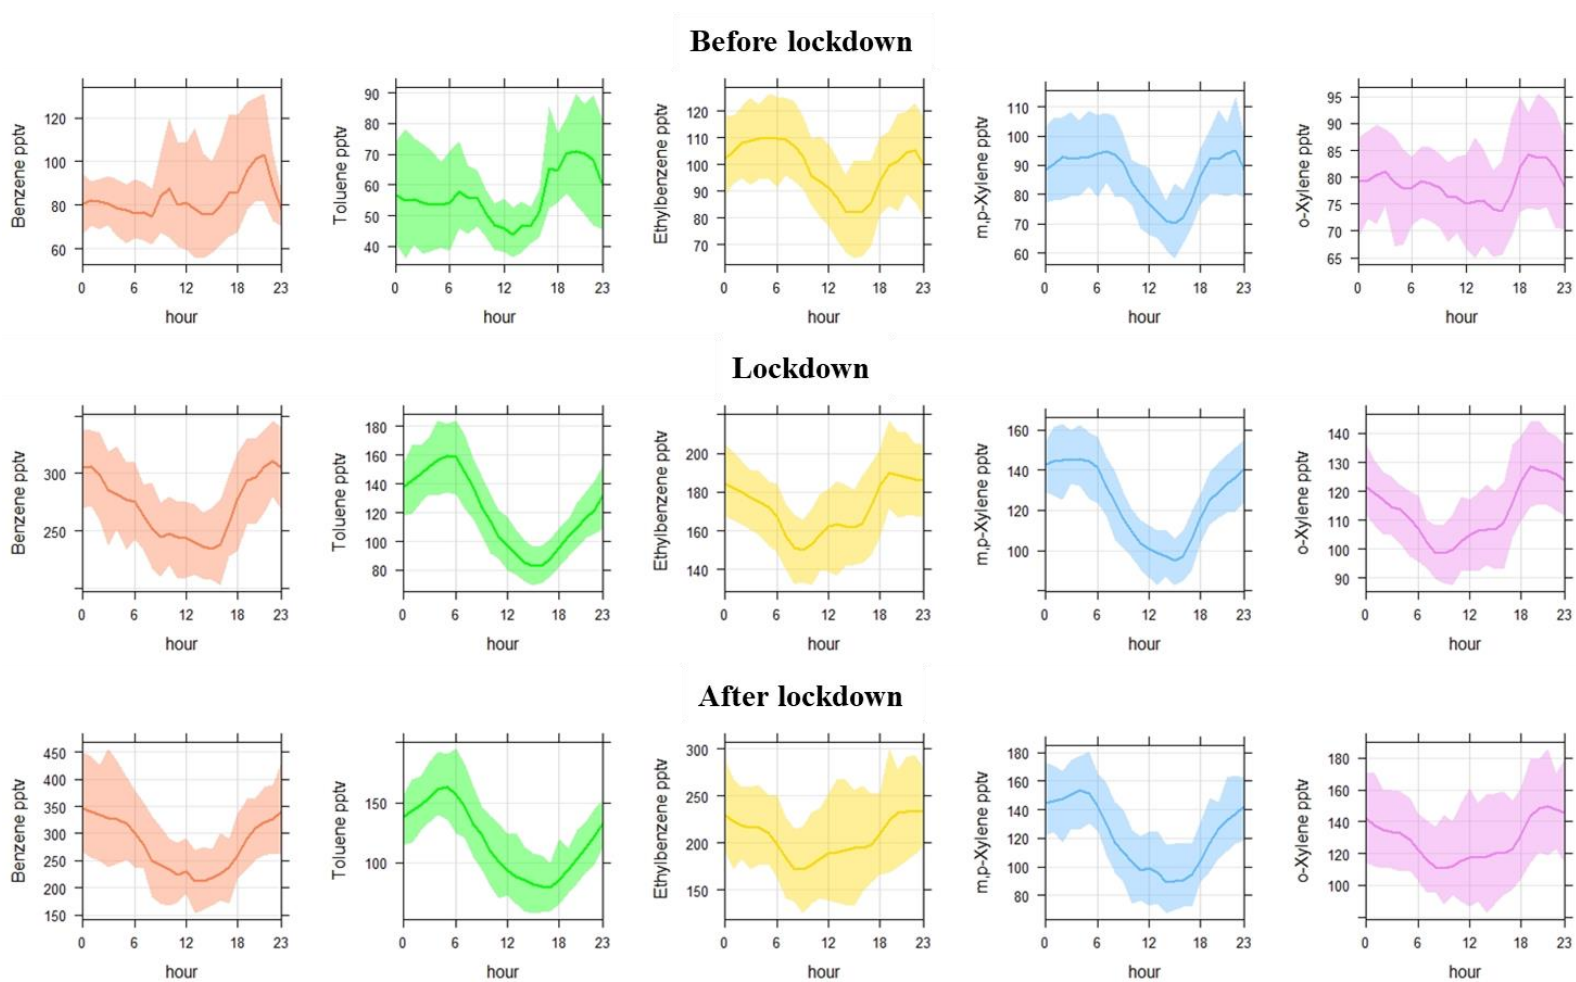 Before lockdown
Benzene pptv
120
100
80
60
0 6 12 18 23
hour
Toluene pptv
90
80
70
60
50
40
0 6 12 18 23
hour
Ethylbenzene pptv
120
110
100
90
80
70
0 6 12 18 23
hour
m,p-Xylene pptv
110
100
90
80
70
60
0 6 12 18 23
hour
o-Xylene pptv
95
90
85
80
75
70
65
0 6 12 18 23
hour
Lockdown
Benzene pptv
300
250
0 6 12 18 23
hour
Toluene pptv
180
160
140
120
100
80
0 6 12 18 23
hour
Ethylbenzene pptv
200
180
160
140
0 6 12 18 23
hour
m,p-Xylene pptv
160
140
120
100
0 6 12 18 23
hour
o-Xylene pptv
140
130
120
110
100
90
0 6 12 18 23
hour
After lockdown
Benzene pptv
450
400
350
300
250
200
150
0 6 12 18 23
hour
Toluene pptv
150
100
0 6 12 18 23
hour
Ethylbenzene pptv
300
250
200
150
0 6 12 18 23
hour
m,p-Xylene pptv
180
160
140
120
100
80
0 6 12 18 23
hour
o-Xylene pptv
180
160
140
120
100
0 6 12 18 23
hour